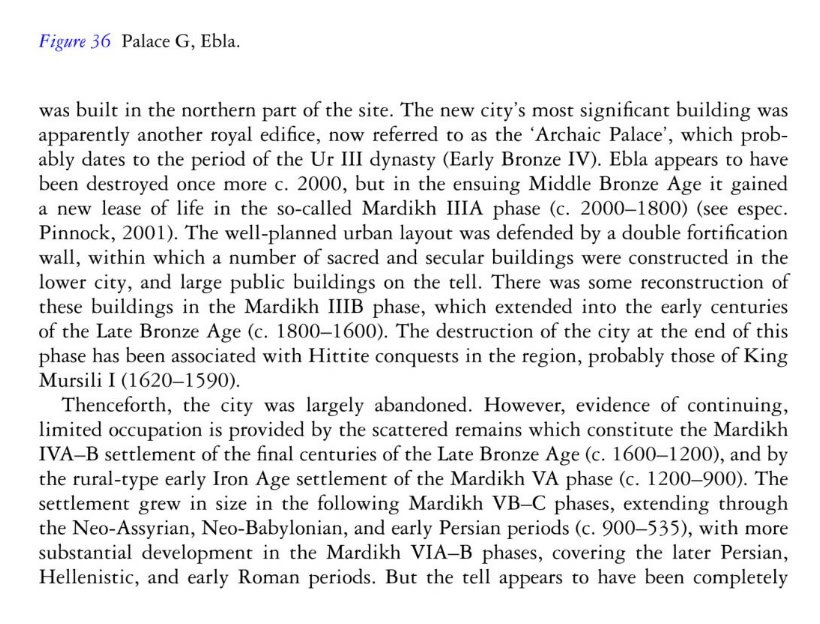 Figure 36 Palace G, Ebla.
was built in the northern part of the site. The new city's most significant building was
apparently another royal edifice, now referred to as the 'Archaic Palace', which prob-
ably dates to the period of the Ur III dynasty (Early Bronze IV). Ebla appears to have
been destroyed once more c. 2000, but in the ensuing Middle Bronze Age it gained
a new lease of life in the so-called Mardikh IIIA phase (c. 2000–1800) (see espec.
Pinnock, 2001). The well-planned urban layout was defended by a double fortification
wall, within which a number of sacred and secular buildings were constructed in the
lower city, and large public buildings on the tell. There was some reconstruction of
these buildings in the Mardikh IIIB phase, which extended into the early centuries
of the Late Bronze Age (c. 1800–1600). The destruction of the city at the end of this
phase has been associated with Hittite conquests in the region, probably those of King
Mursili I (1620–1590).
Thenceforth, the city was largely abandoned. However, evidence of continuing,
limited occupation is provided by the scattered remains which constitute the Mardikh
IVA–B settlement of the final centuries of the Late Bronze Age (c. 1600–1200), and by
the rural-type early Iron Age settlement of the Mardikh VA phase (c. 1200–900). The
settlement grew in size in the following Mardikh VB–C phases, extending through
the Neo-Assyrian, Neo-Babylonian, and early Persian periods (c. 900–535), with more
substantial development in the Mardikh VIA–B phases, covering the later Persian,
Hellenistic, and early Roman periods. But the tell appears to have been completely